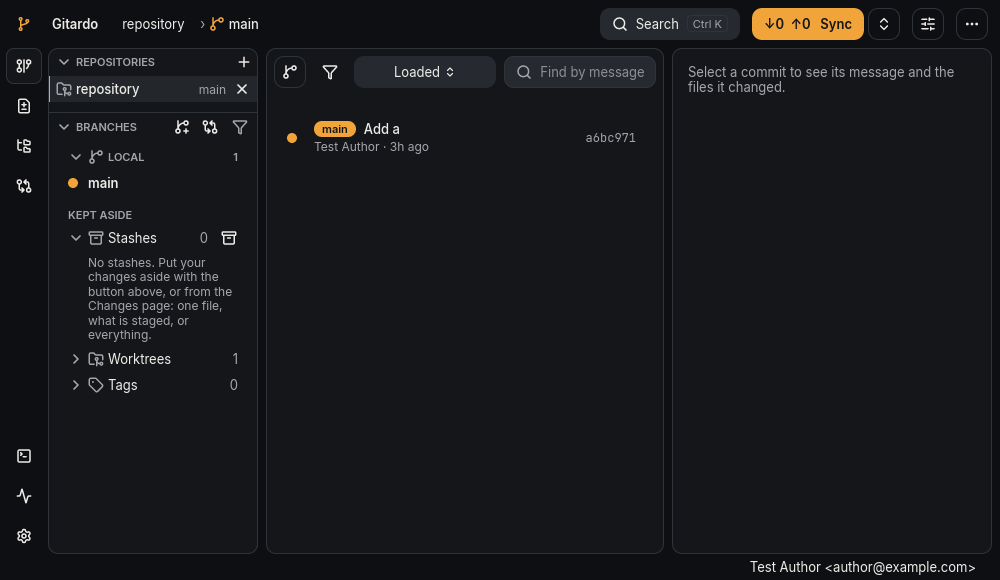 Gitardo
repository
main
Search
Ctrl K
0
0
Sync
REPOSITORIES
repository
main
BRANCHES
LOCAL
1
main
KEPT ASIDE
Stashes
0
No stashes. Put your
changes aside with the
button above, or from the
Changes page: one file,
what is staged, or
everything.
Worktrees
1
Tags
0
Loaded
Find by message
main
Add a
Test Author · 3h ago
a6bc971
Select a commit to see its message and the
files it changed.
Test Author <author@example.com>